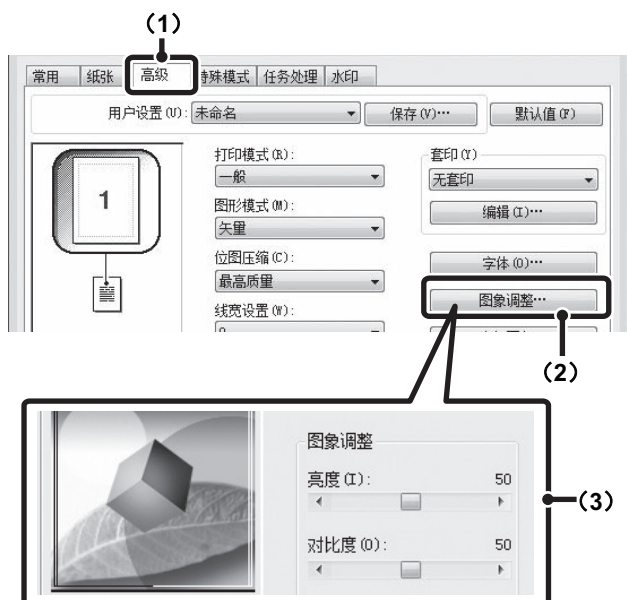 (1)
常用 纸张 高级 特殊模式 任务处理 水印
用户设置(U): 未命名 保存(V)… 默认值(F)
打印模式(R): 套印(Y)
一般 无套印
1
图形模式(M): 编辑(I)…
矢量
位图压缩(C): 字体(O)…
最高质量 图象调整…
线宽设置(W):
(2)
图象调整
亮度(I): 50
(3)
对比度(O): 50